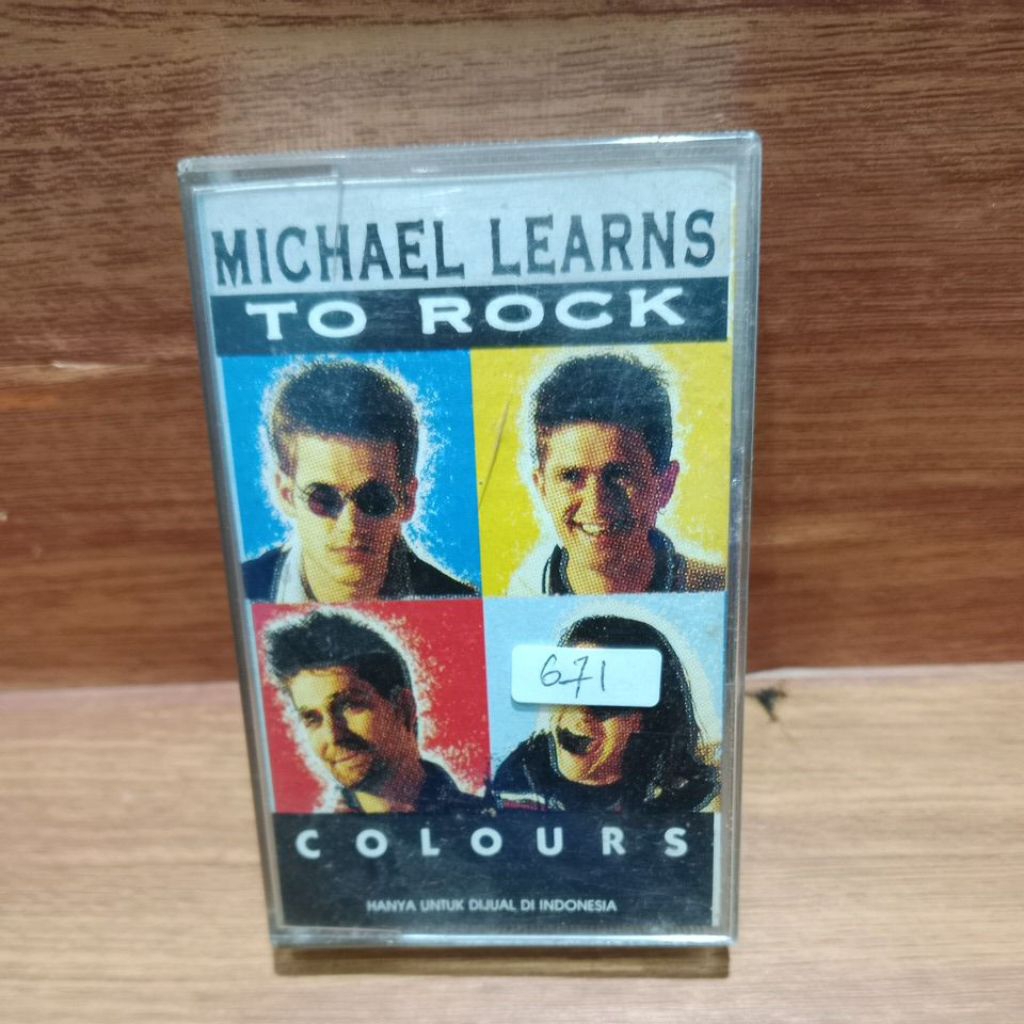 MICHAEL LEARNS
TO ROCK
671
COLOURS
HANYA UNTUK DIJUAL DI INDONESIA